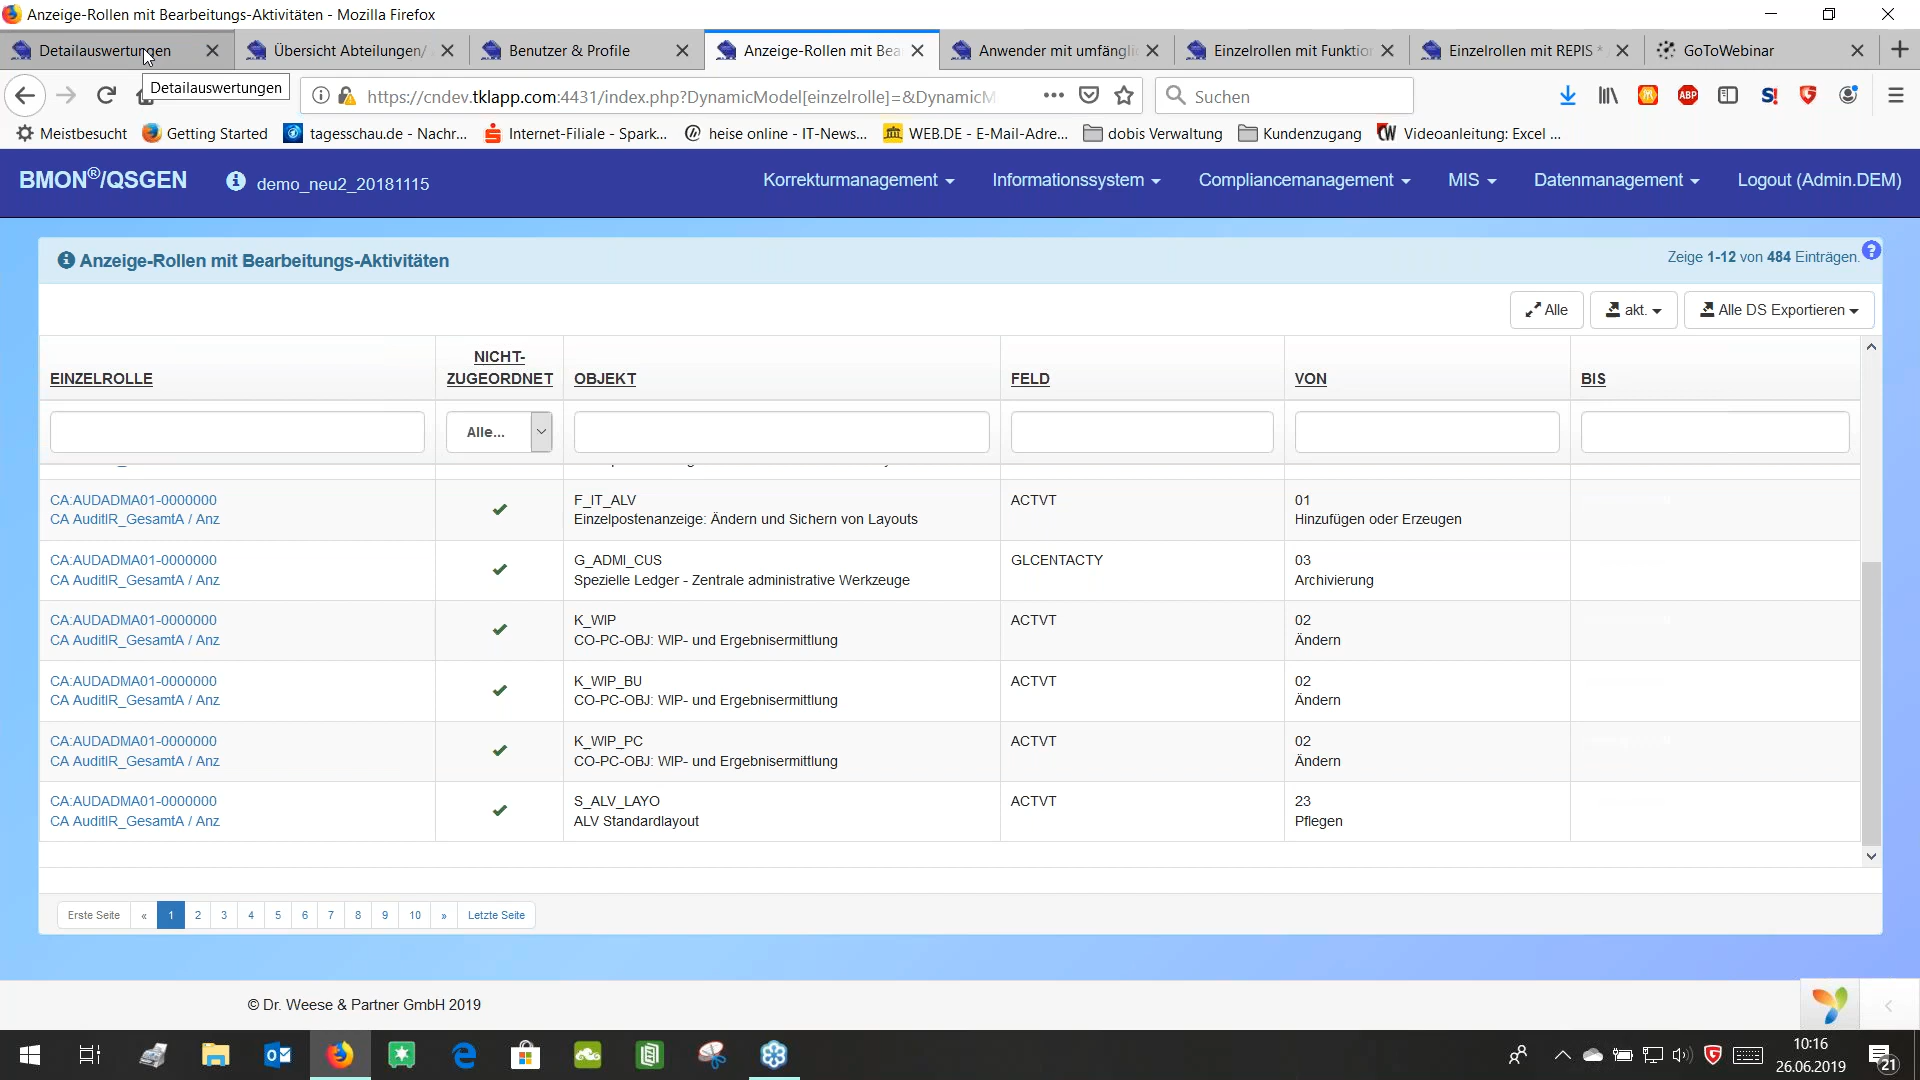 Anzeige-Rollen mit Bearbeitungs-Aktivitäten - Mozilla Firefox
Detailauswertungen
Übersicht Abteilungen/
Benutzer & Profile
Anzeige-Rollen mit Bea
Anwender mit umfängli
Einzelrollen mit Funktio
Einzelrollen mit REPIS *
GoToWebinar
Detailauswertungen
https://cndev.tklapp.com:4431/index.php?DynamicModel[einzelrolle]=&DynamicM
Suchen
Meistbesucht
Getting Started
tagesschau.de - Nachr...
Internet-Filiale - Spark...
heise online - IT-News...
WEB.DE - E-Mail-Adre...
dobis Verwaltung
Kundenzugang
Videoanleitung: Excel ...
BMON®/QSGEN
demo_neu2_20181115
Korrekturmanagement
Informationssystem
Compliancemanagement
MIS
Datenmanagement
Logout (Admin.DEM)
Anzeige-Rollen mit Bearbeitungs-Aktivitäten
Zeige 1-12 von 484 Einträgen.
Alle
akt.
Alle DS Exportieren
EINZELROLLE
NICHT-
ZUGEORDNET
OBJEKT
FELD
VON
BIS
Alle...
CA:AUDADMA01-0000000
CA AuditIR_GesamtA / Anz
F_IT_ALV
Einzelpostenanzeige: Ändern und Sichern von Layouts
ACTVT
01
Hinzufügen oder Erzeugen
CA:AUDADMA01-0000000
CA AuditIR_GesamtA / Anz
G_ADMI_CUS
Spezielle Ledger - Zentrale administrative Werkzeuge
GLCENTACTY
03
Archivierung
CA:AUDADMA01-0000000
CA AuditIR_GesamtA / Anz
K_WIP
CO-PC-OBJ: WIP- und Ergebnisermittlung
ACTVT
02
Ändern
CA:AUDADMA01-0000000
CA AuditIR_GesamtA / Anz
K_WIP_BU
CO-PC-OBJ: WIP- und Ergebnisermittlung
ACTVT
02
Ändern
CA:AUDADMA01-0000000
CA AuditIR_GesamtA / Anz
K_WIP_PC
CO-PC-OBJ: WIP- und Ergebnisermittlung
ACTVT
02
Ändern
CA:AUDADMA01-0000000
CA AuditIR_GesamtA / Anz
S_ALV_LAYO
ALV Standardlayout
ACTVT
23
Pflegen
Erste Seite « 1 2 3 4 5 6 7 8 9 10 » Letzte Seite
© Dr. Weese & Partner GmbH 2019
10:16
26.06.2019
21